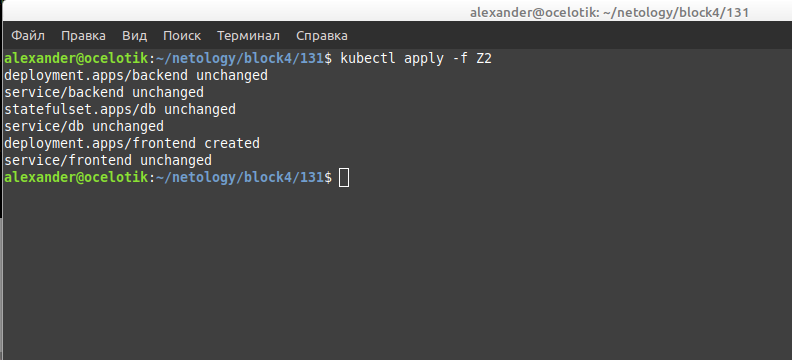 alexander@ocelotik: ~/netology/block4/131
Файл Правка Вид Поиск Терминал Справка
alexander@ocelotik:~/netology/block4/131$ kubectl apply -f Z2
deployment.apps/backend unchanged
service/backend unchanged
statefulset.apps/db unchanged
service/db unchanged
deployment.apps/frontend created
service/frontend unchanged
alexander@ocelotik:~/netology/block4/131$